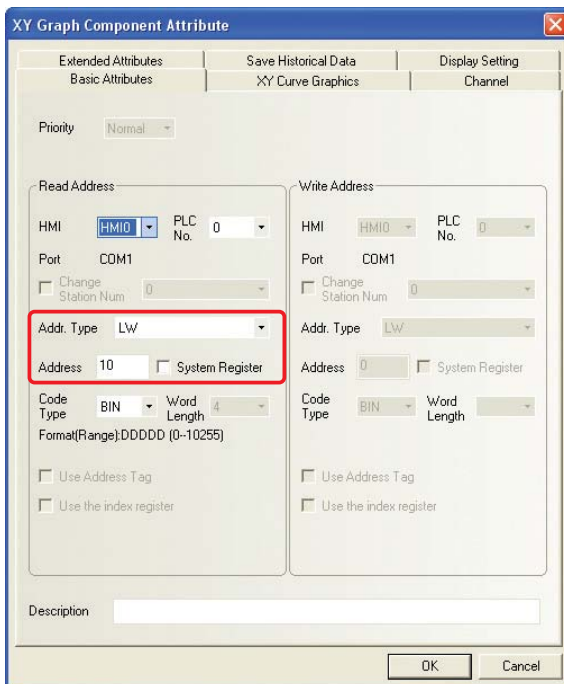 XY Graph Component Attribute
Extended Attributes Save Historical Data Display Setting
Basic Attributes XY Curve Graphics Channel
Priority Normal
Read Address
HMI HMI0 PLC No. 0
Port COM1
Change Station Num 0
Addr. Type LW
Address 10 System Register
Code Type BIN Word Length 4
Format(Range):DDDDD (0--10255)
Use Address Tag
Use the index register
Write Address
HMI HMI0 PLC No. 0
Port COM1
Change Station Num 0
Addr. Type LW
Address 0 System Register
Code Type BIN Word Length
Use Address Tag
Use the index register
Description
OK Cancel